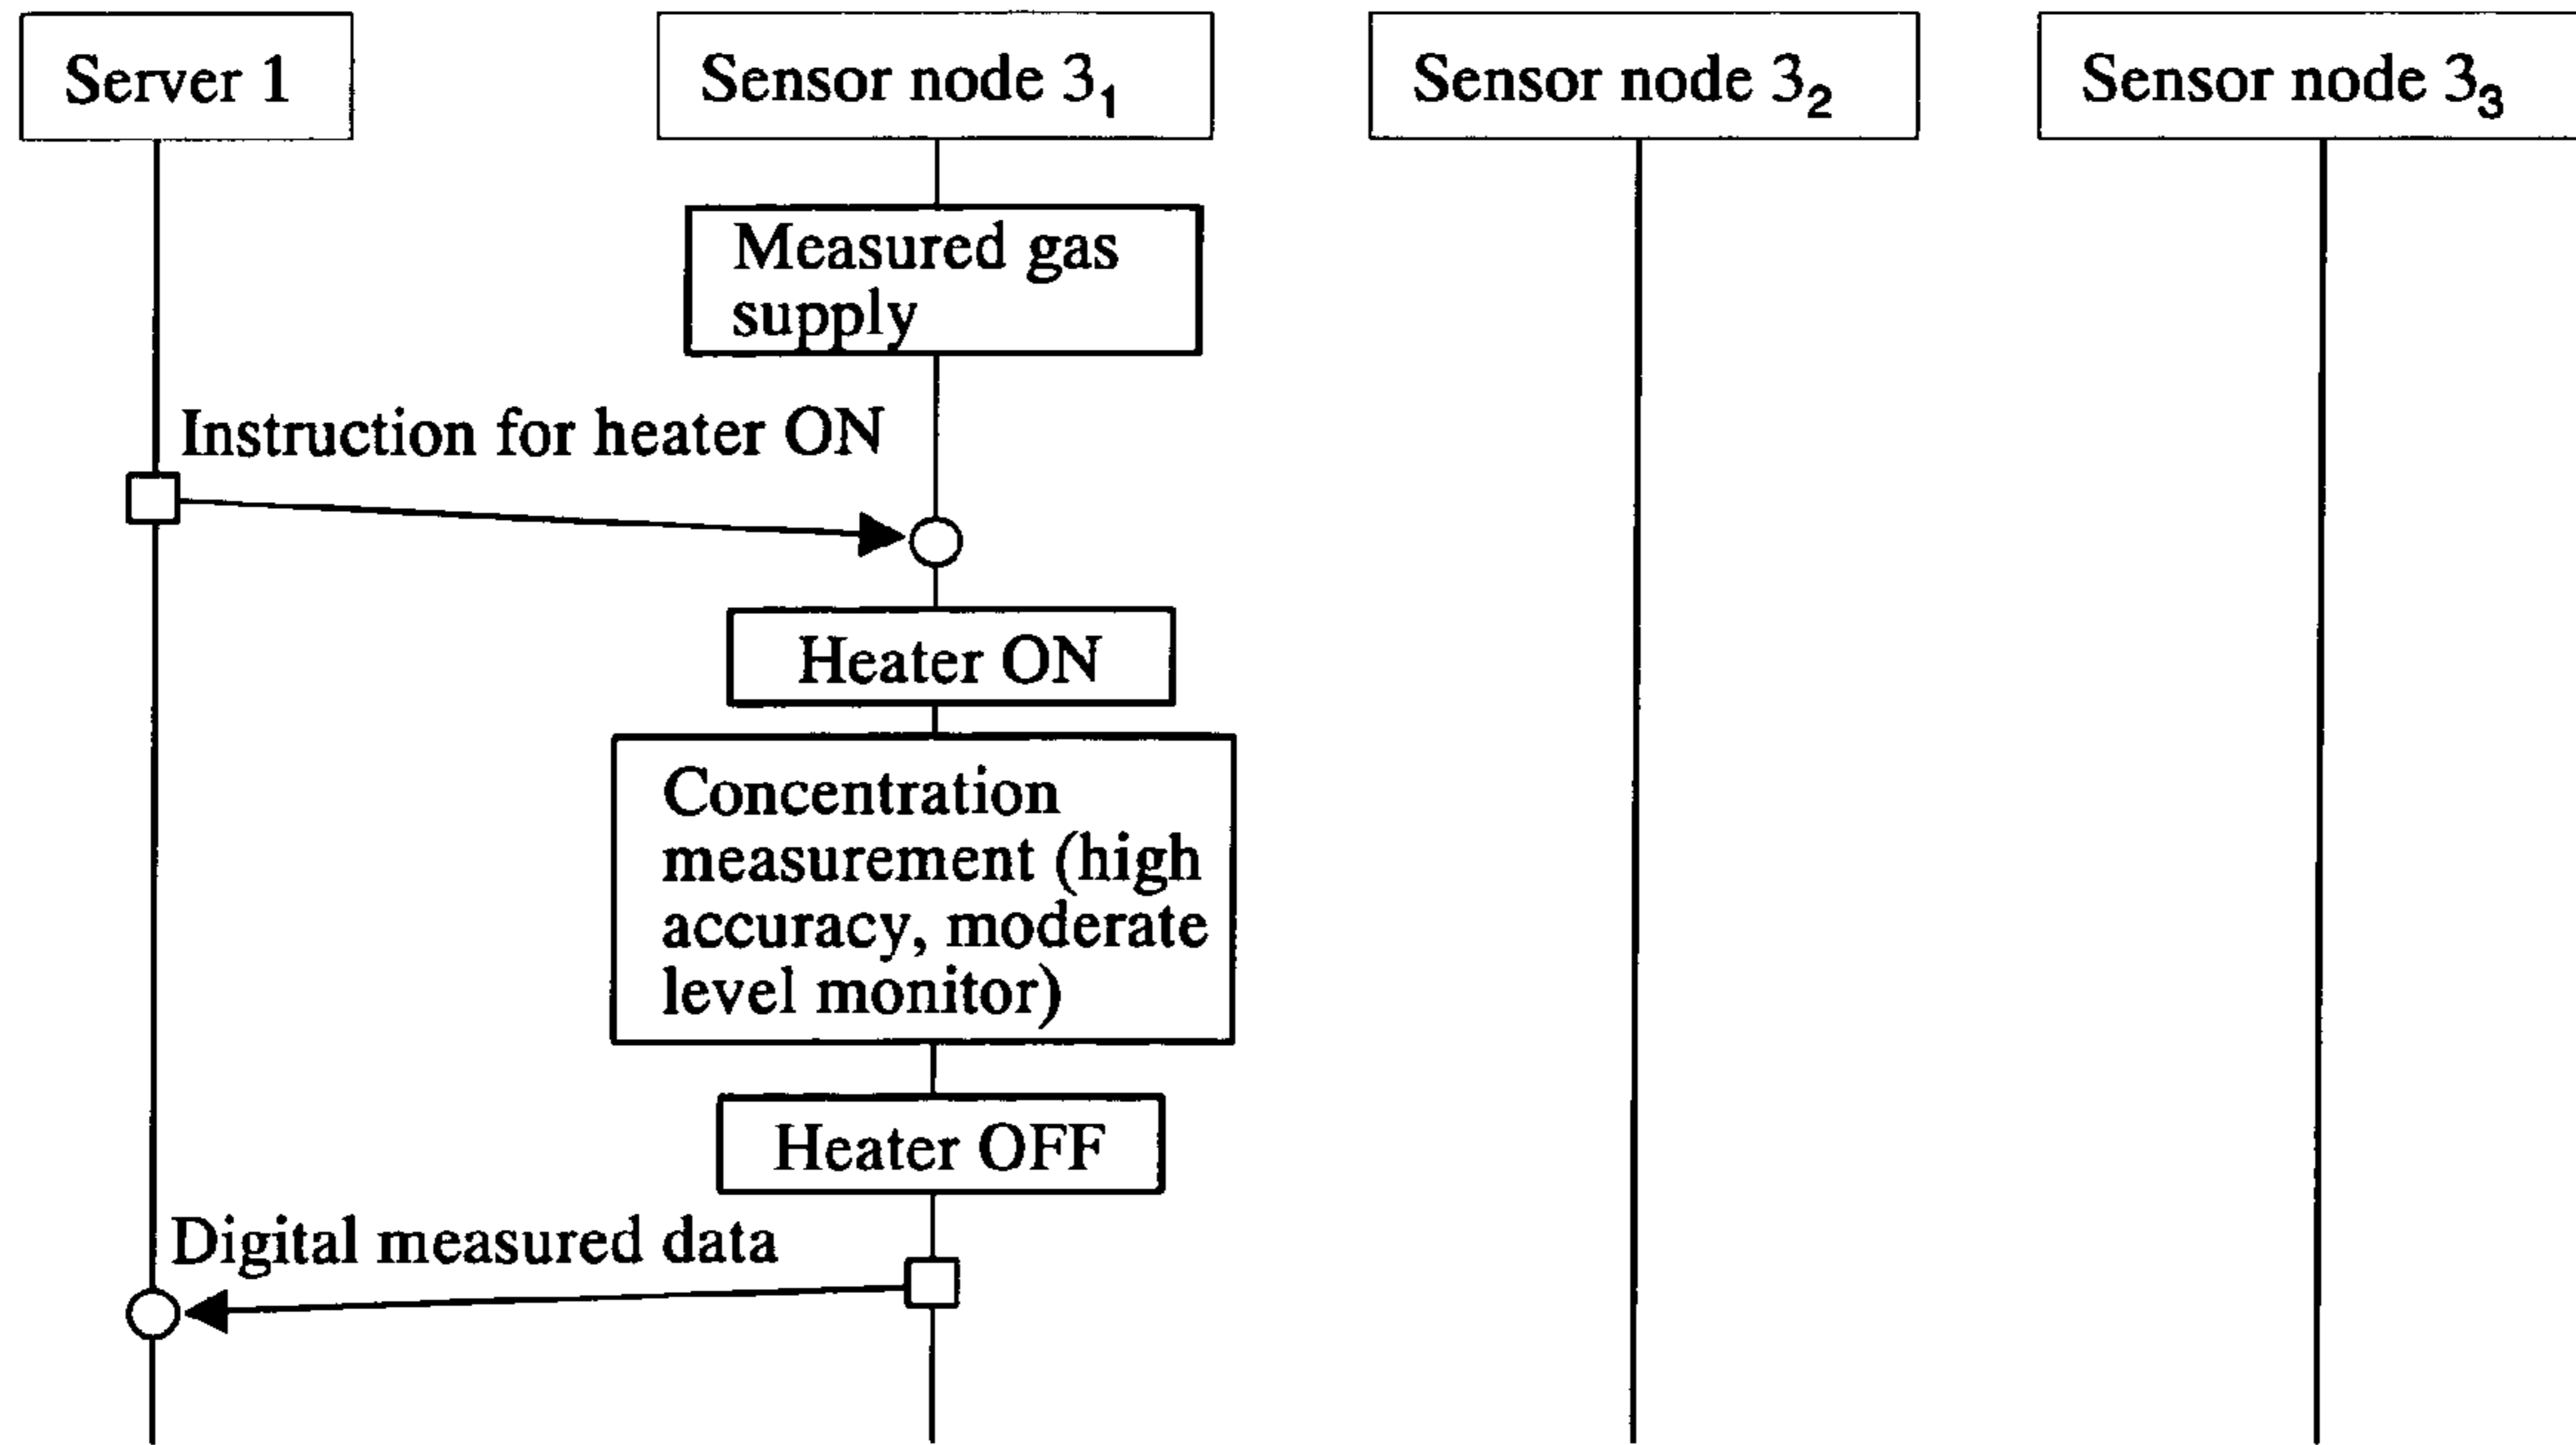 Server 1
Sensor node 3₁
Sensor node 3₂
Sensor node 3₃
Measured gas
supply
Instruction for heater ON
Heater ON
Concentration
measurement (high
accuracy, moderate
level monitor)
Heater OFF
Digital measured data